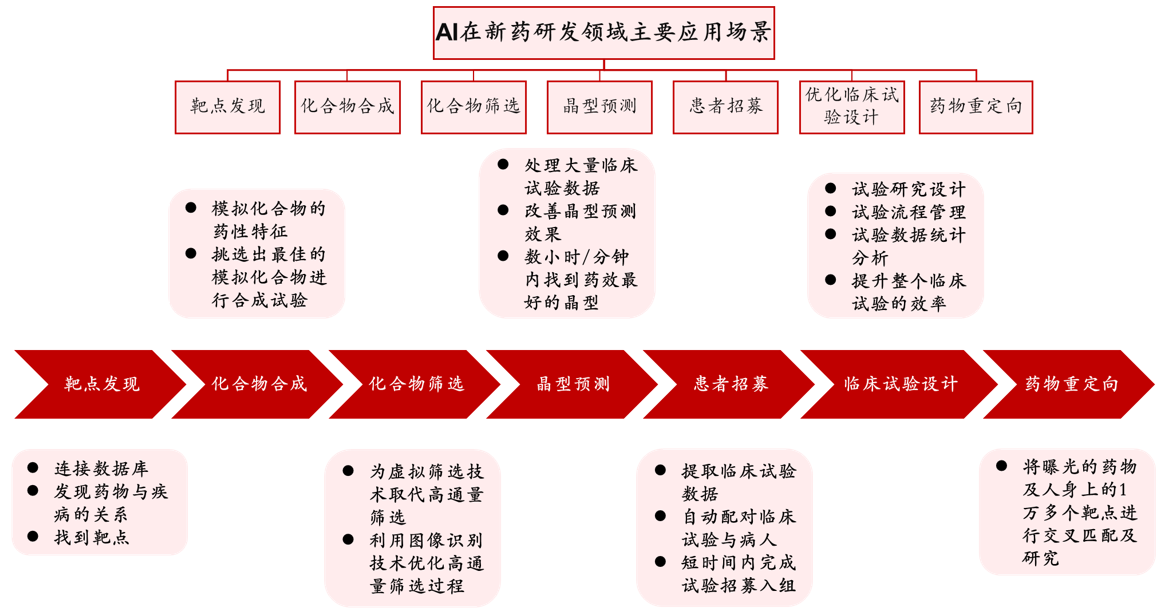 AI在新药研发领域主要应用场景
靶点发现
化合物合成
化合物筛选
晶型预测
患者招募
优化临床试
验设计
药物重定向
● 模拟化合物的
药性特征
● 挑选出最佳的
模拟化合物进
行合成试验
● 处理大量临床
试验数据
● 改善晶型预测
效果
● 数小时/分钟
内找到药效最
好的晶型
● 试验研究设计
● 试验流程管理
● 试验数据统计
分析
● 提升整个临床
试验的效率
靶点发现
化合物合成
化合物筛选
晶型预测
患者招募
临床试验设计
药物重定向
● 连接数据库
● 发现药物与疾
病的关系
● 找到靶点
● 为虚拟筛选技
术取代高通量
筛选
● 利用图像识别
技术优化高通
量筛选过程
● 提取临床试验
数据
● 自动配对临床
试验与病人
● 短时间内完成
试验招募入组
● 将曝光的药物
及人身上的1
万多个靶点进
行交叉匹配及
研究